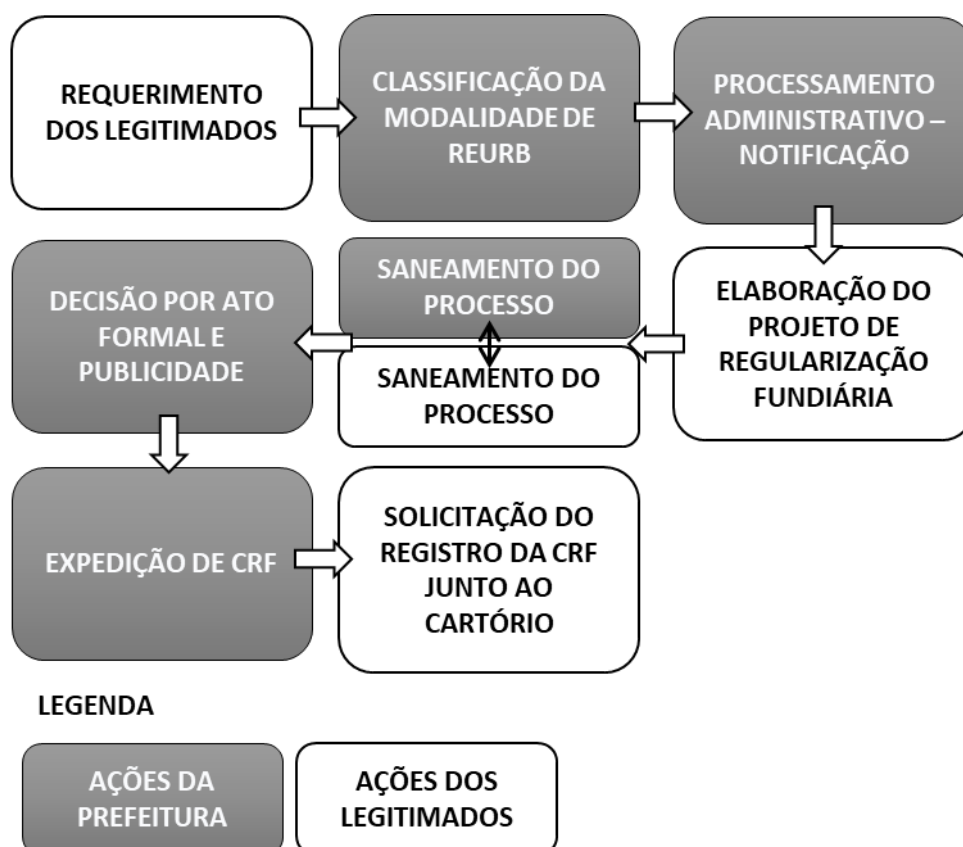 REQUERIMENTO
DOS LEGITIMADOS
CLASSIFICAÇÃO DA
MODALIDADE DE
REURB
PROCESSAMENTO
ADMINISTRATIVO –
NOTIFICAÇÃO
ELABORAÇÃO DO
PROJETO DE
REGULARIZAÇÃO
FUNDIÁRIA
SANEAMENTO DO
PROCESSO
SANEAMENTO DO
PROCESSO
DECISÃO POR ATO
FORMAL E
PUBLICIDADE
EXPEDIÇÃO DE CRF
SOLICITAÇÃO DO
REGISTRO DA CRF
JUNTO AO
CARTÓRIO
LEGENDA
AÇÕES DA
PREFEITURA
AÇÕES DOS
LEGITIMADOS